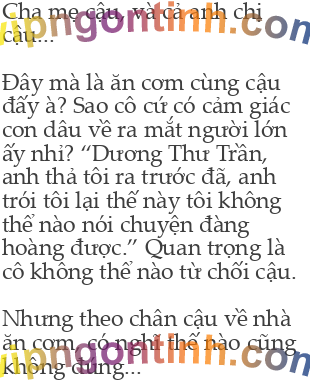 Cha mẹ cậu, và cả anh chị
cậu...
vipngontinh.com
Đây mà là ăn cơm cùng cậu
đấy à? Sao cô cứ có cảm giác
con dâu về ra mắt người lớn
ấy nhỉ? “Dương Thư Trần,
anh thả tôi ra trước đã, anh
trói tôi lại thế này tôi không
thể nào nói chuyện đàng
hoàng được.” Quan trọng là
cô không thể nào từ chối cậu.
Nhưng theo chân cậu về nhà
ăn cơm, có nghĩ thế nào cũng
không đúng...
vipngontinh.com